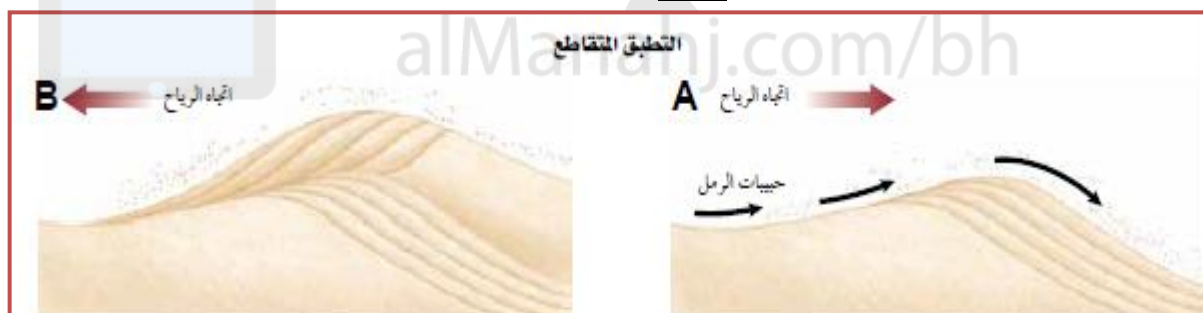 alManahj.com/bh
التطبق المتقاطع
A
اتجاه الرياح
حبيبات الرمل
B
اتجاه الرياح